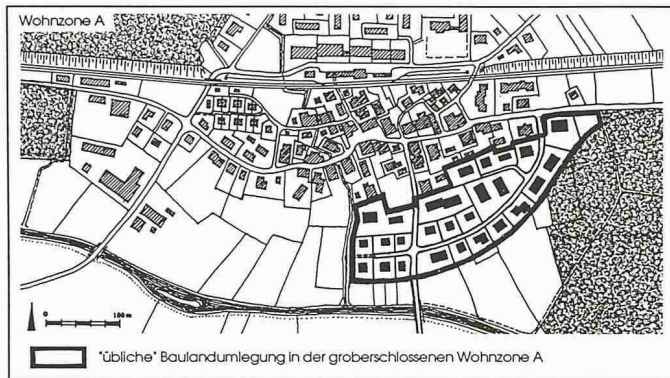 Wohnzone A
0 100 m
"übliche" Baulandumlegung in der groberschlossenen Wohnzone A